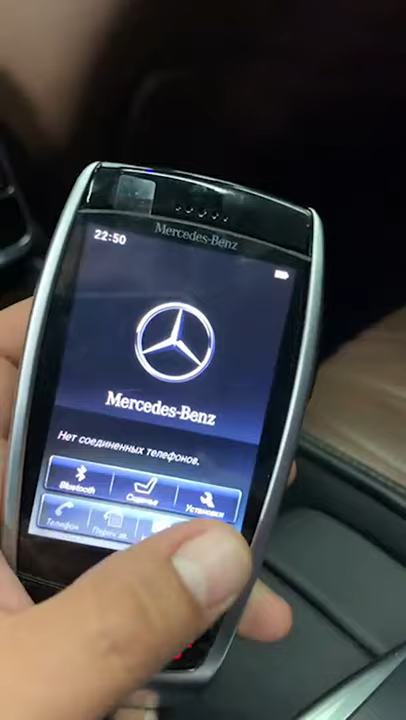 Mercedes-Benz
22:50
Mercedes-Benz
Нет соединенных телефонов.
Bluetooth
Сиденья
Установки
Телефон